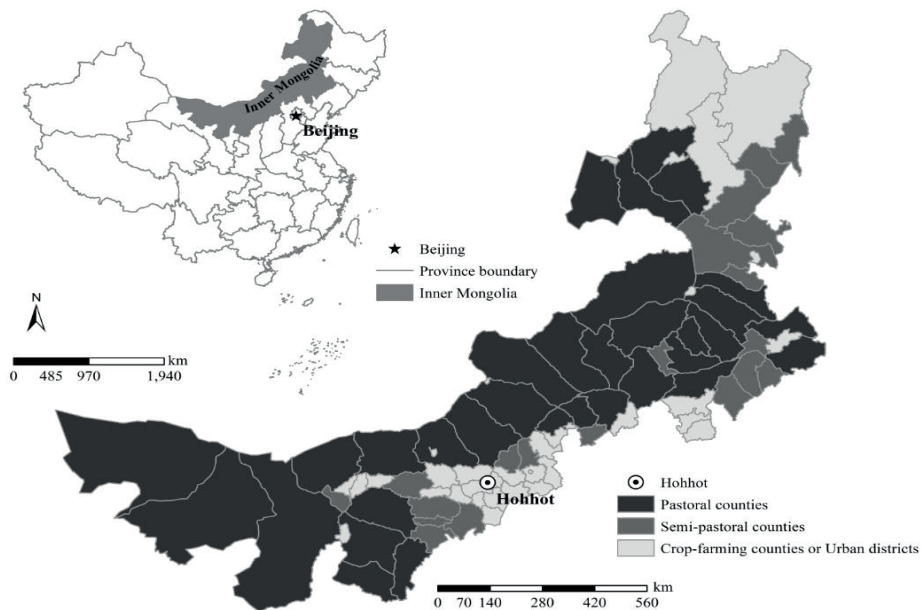 Inner Mongolia
Beijing
Beijing
Province boundary
Inner Mongolia
N
km
0 485 970 1,940
Hohhot
Hohhot
Pastoral counties
Semi-pastoral counties
Crop-farming counties or Urban districts
km
0 70 140 280 420 560